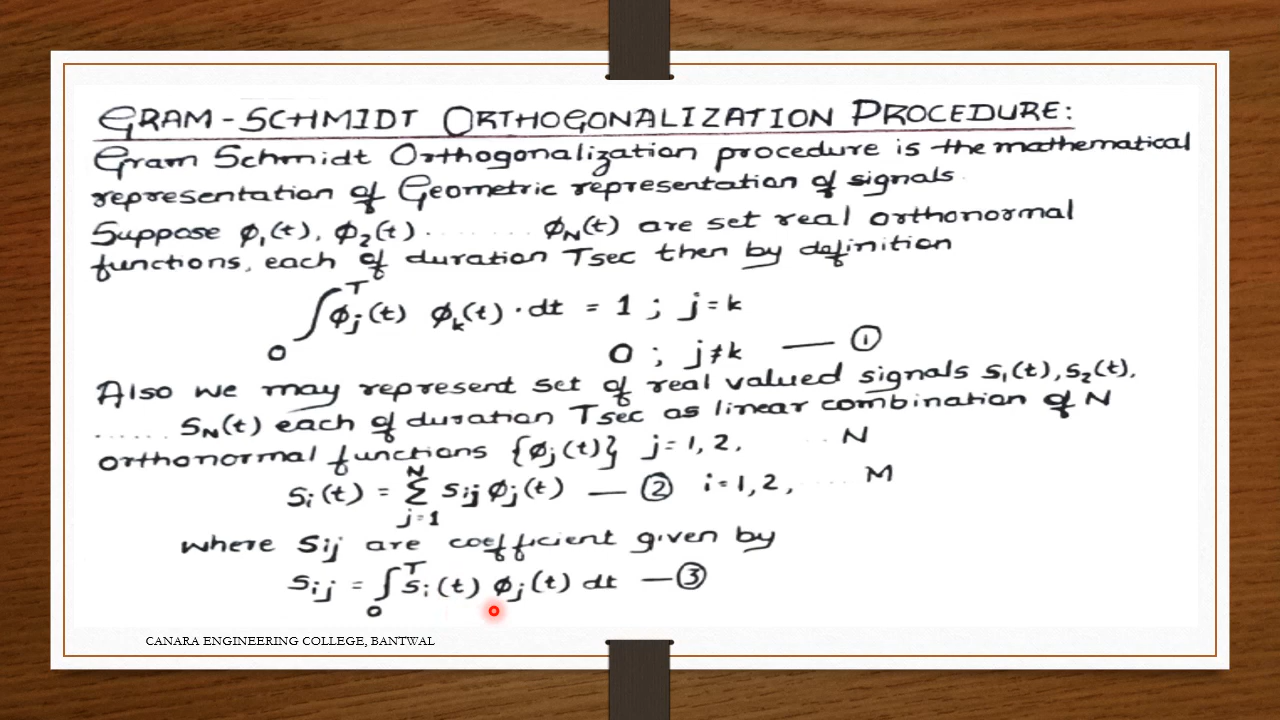 GRAM-SCHMIDT ORTHOGONALIZATION PROCEDURE:
Gram Schmidt Orthogonalization procedure is the mathematical
representation of Geometric representation of signals
Suppose ϕ₁(t), ϕ₂(t) ........ ϕN(t) are set real orthonormal
functions, each of duration Tsec then by definition
∫₀ᵀ ϕj(t) ϕk(t) · dt = 1 ; j=k
0 ; j≠k — ①
Also we may represent set of real valued signals s₁(t), s₂(t),
...... sN(t) each of duration Tsec as linear combination of N
orthonormal functions {ϕj(t)} j=1,2, .. N
si(t) = Σ(j=1 to N) sij ϕj(t) — ② i=1,2, .... M
where sij are coefficient given by
sij = ∫₀ᵀ si(t) ϕj(t) dt — ③
CANARA ENGINEERING COLLEGE, BANTWAL